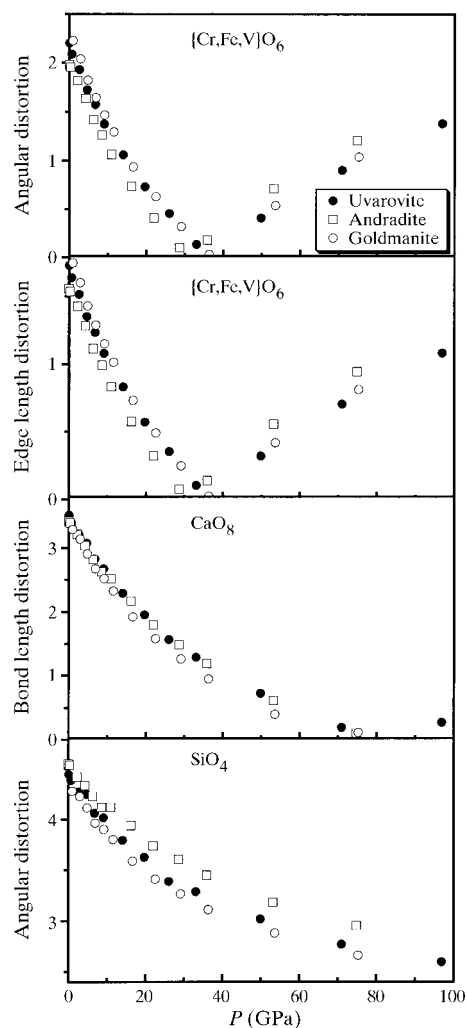 {Cr,Fe,V}O6
2
1
0
Angular distortion
Uvarovite
Andradite
Goldmanite
{Cr,Fe,V}O6
1
0
Edge length distortion
CaO8
3
2
1
0
Bond length distortion
SiO4
4
3
Angular distortion
0 20 40 60 80 100
P (GPa)